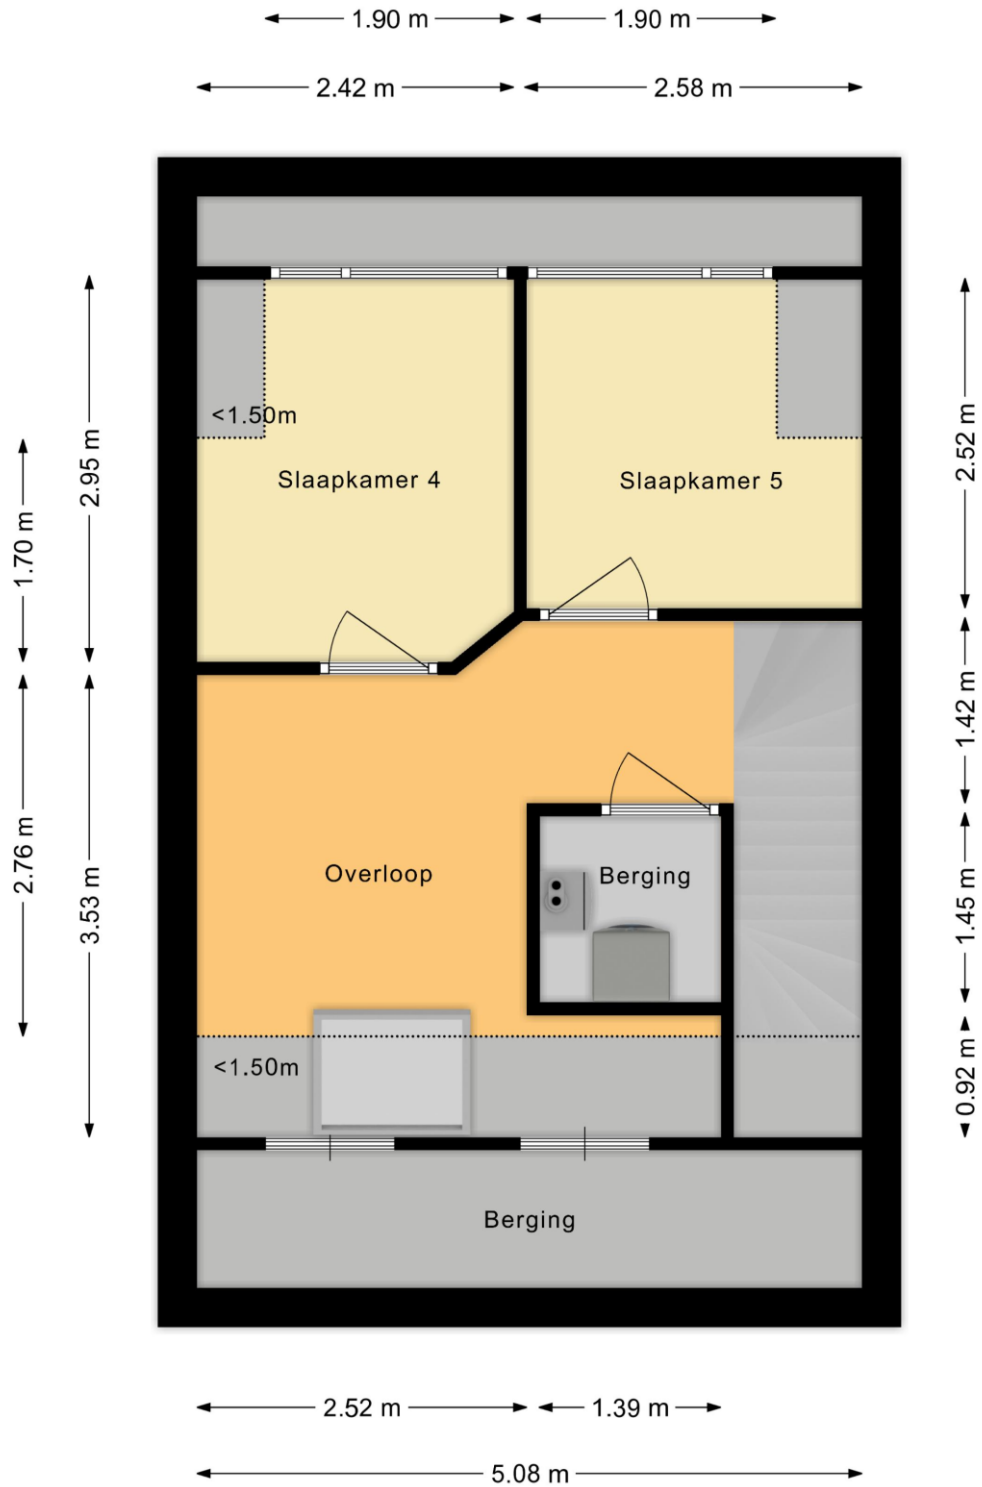 1.90 m
1.90 m
2.42 m
2.58 m
<1.50m
2.95 m
2.52 m
Slaapkamer 4
Slaapkamer 5
1.70 m
1.42 m
2.76 m
3.53 m
Overloop
Berging
1.45 m
<1.50m
0.92 m
Berging
2.52 m
1.39 m
5.08 m